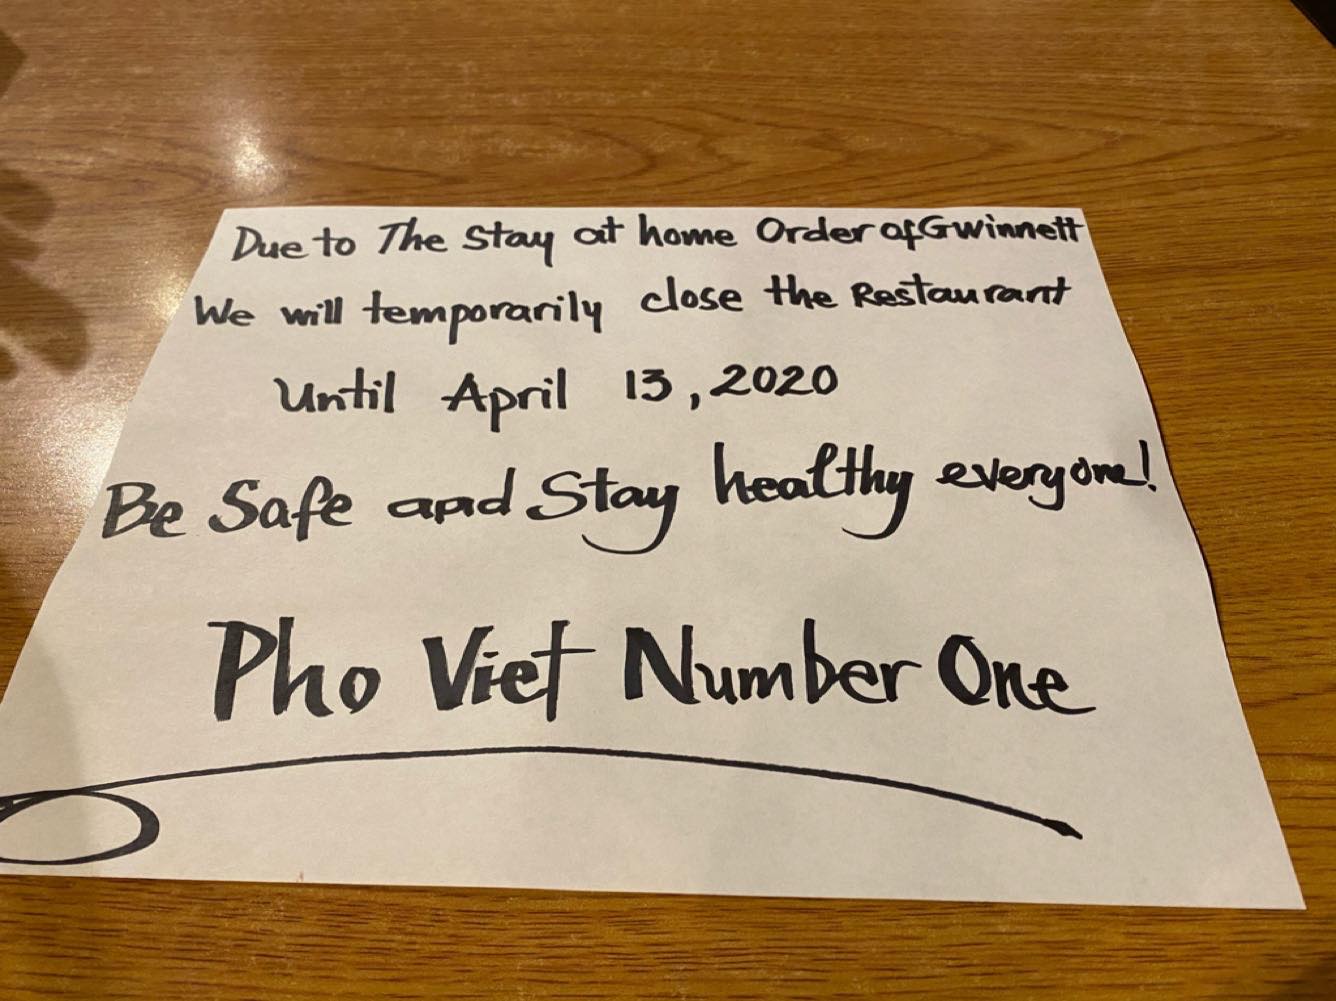 Due to The Stay at home Order of Gwinnett
We will temporarily close the Restaurant
Until April 13, 2020
Be Safe and Stay healthy everyone!
Pho Viet Number One